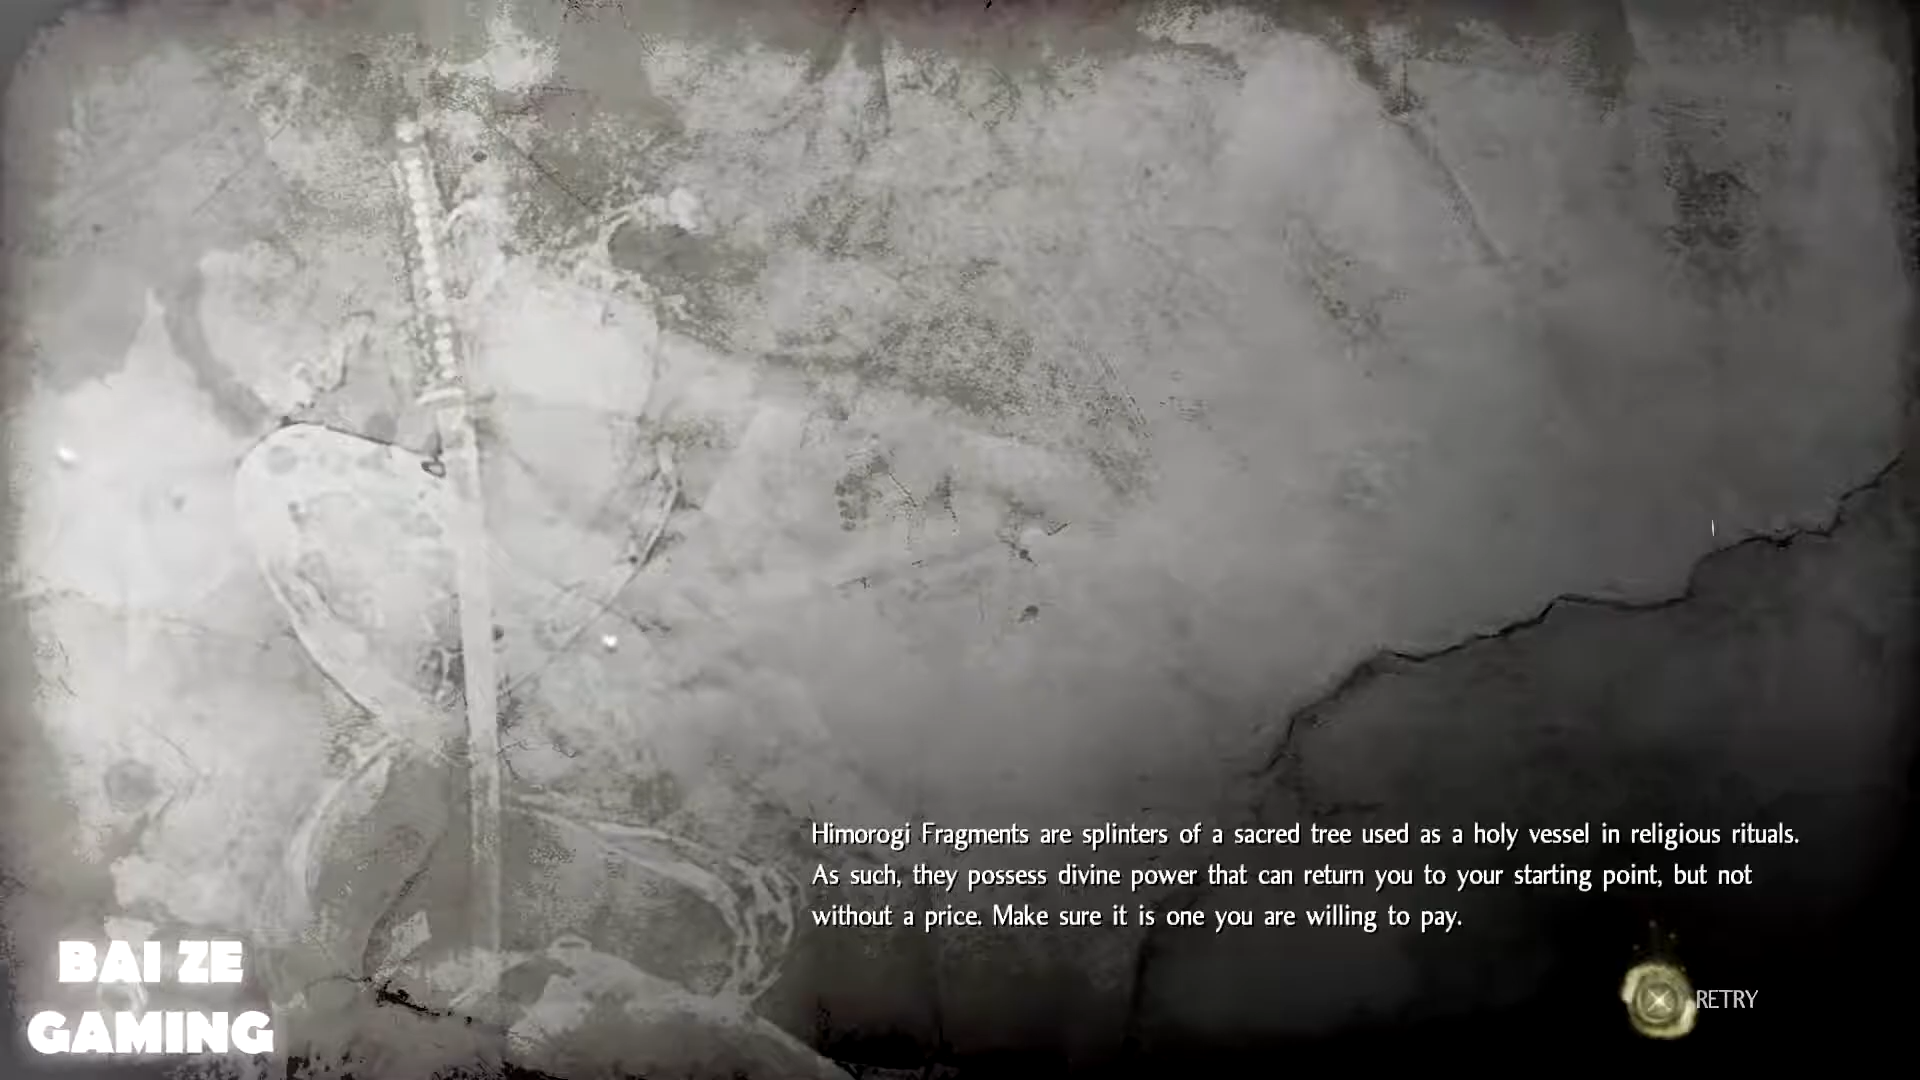 Himorogi Fragments are splinters of a sacred tree used as a holy vessel in religious rituals.
As such, they possess divine power that can return you to your starting point, but not
without a price. Make sure it is one you are willing to pay.
RETRY
BAI ZE
GAMING